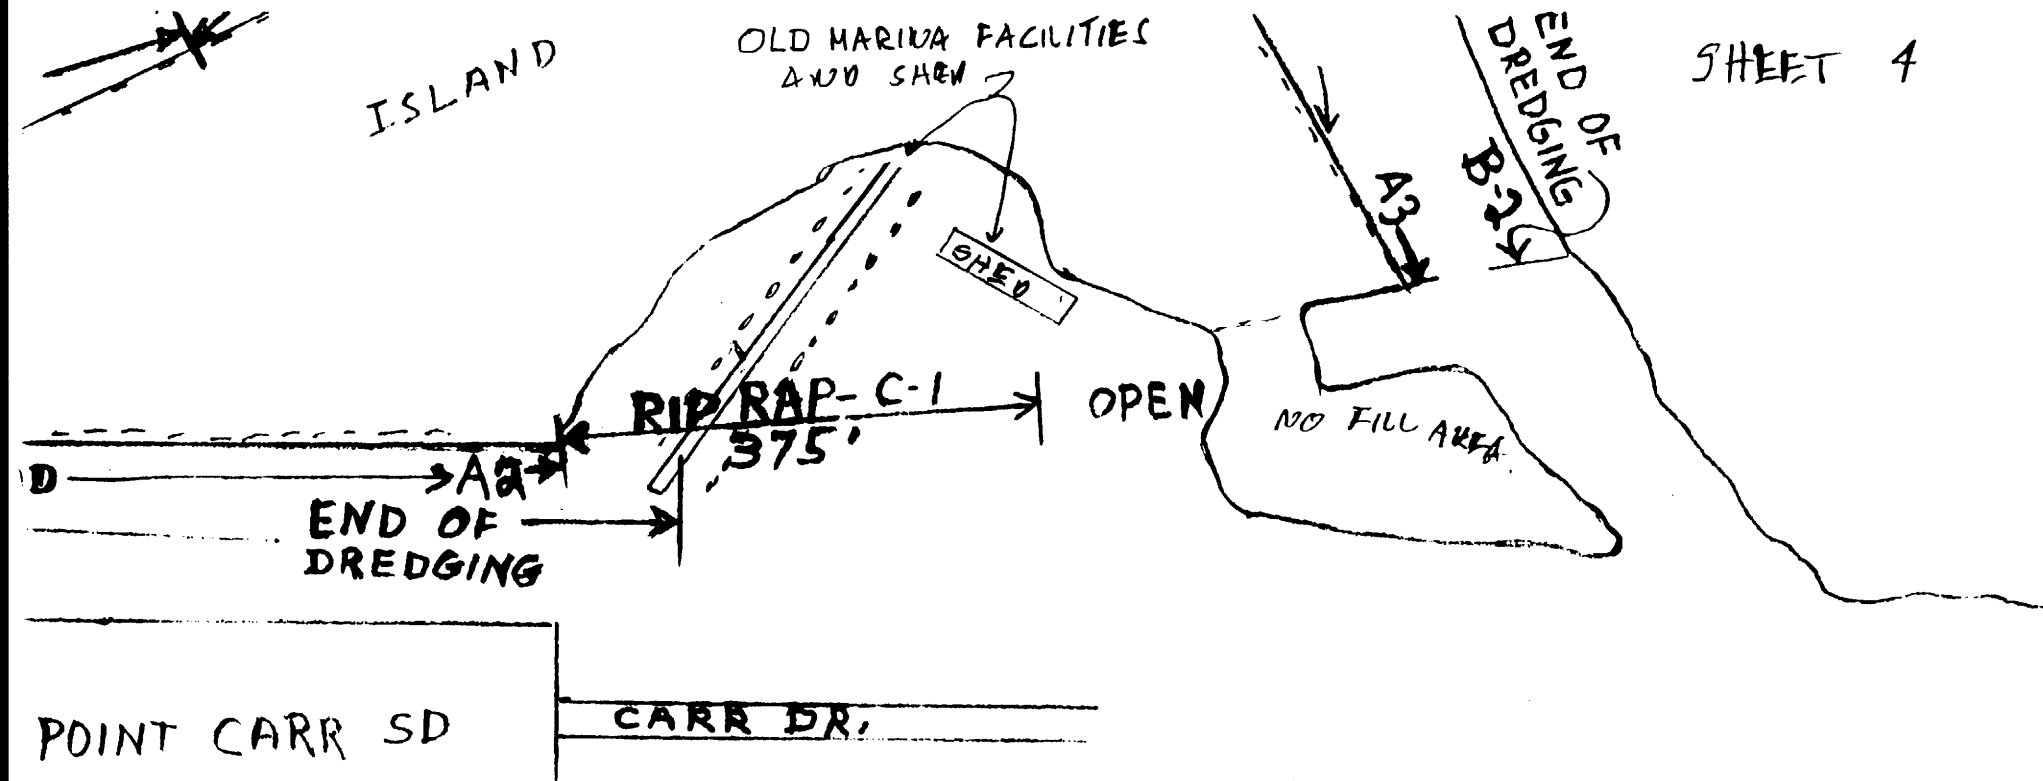 ISLAND
OLD MARINA FACILITIES
AND SHED
END OF
DREDGING
SHEET 4
A3
B-2
SHED
RIP RAP- C-1
375'
OPEN
NO FILL AREA
D
A2
END OF
DREDGING
POINT CARR SD
CARR DR.